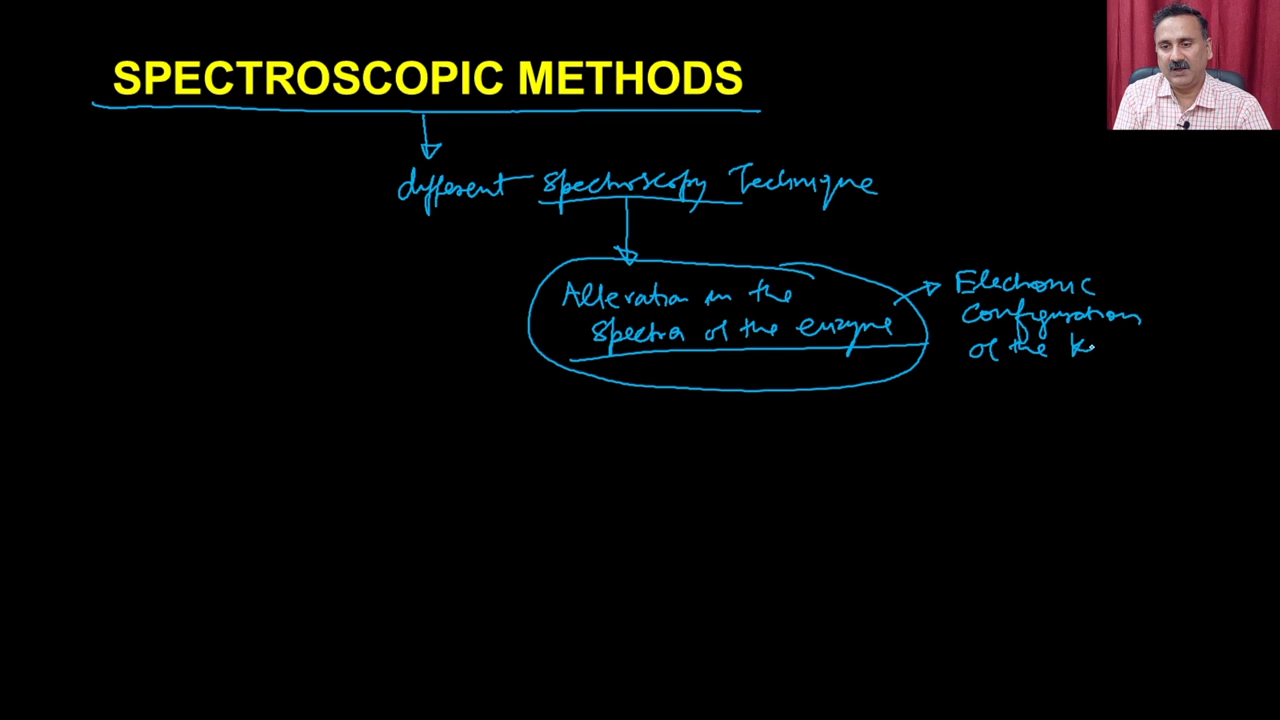 SPECTROSCOPIC METHODS
different spectroscopy Technique
Alteration in the
spectra of the enzyme
Electronic
configuration
of the k